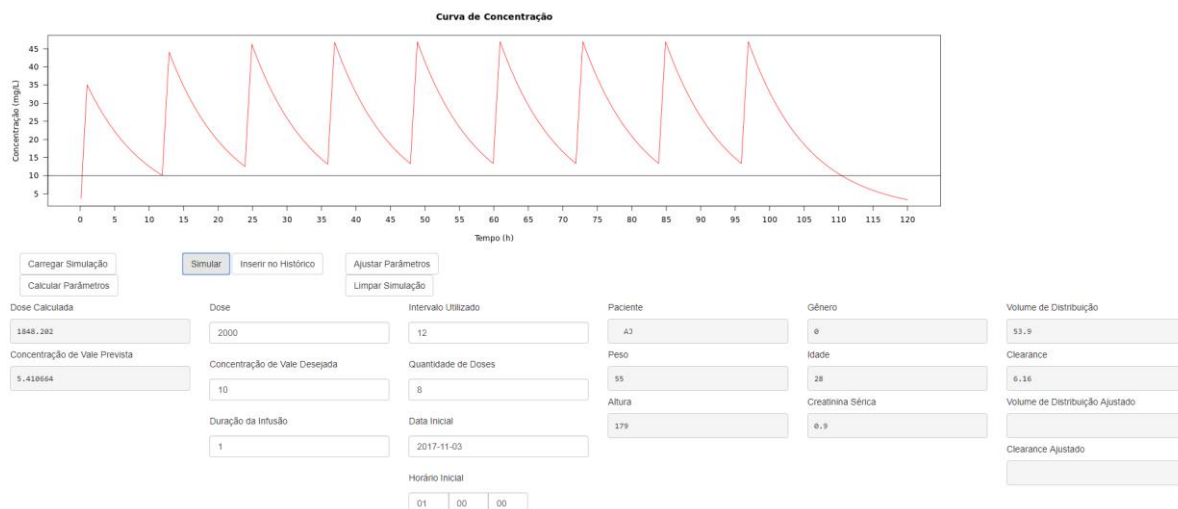 Curva de Concentração
Concentração (mg/L)
45
40
35
30
25
20
15
10
5
0 5 10 15 20 25 30 35 40 45 50 55 60 65 70 75 80 85 90 95 100 105 110 115 120
Tempo (h)
Carregar Simulação Simular Inserir no Histórico Ajustar Parâmetros
Calcular Parâmetros Limpar Simulação
Dose Calculada Dose Intervalo Utilizado Paciente Gênero Volume de Distribuição
1848.202 2000 12 AJ 0 53.9
Concentração de Vale Prevista Concentração de Vale Desejada Quantidade de Doses Peso Idade Clearance
5.410664 10 8 55 28 6.16
Duração da Infusão Data Inicial Altura Creatinina Sérica Volume de Distribuição Ajustado
1 2017-11-03 179 0.9
Clearance Ajustado
Horário Inicial
01 00 00